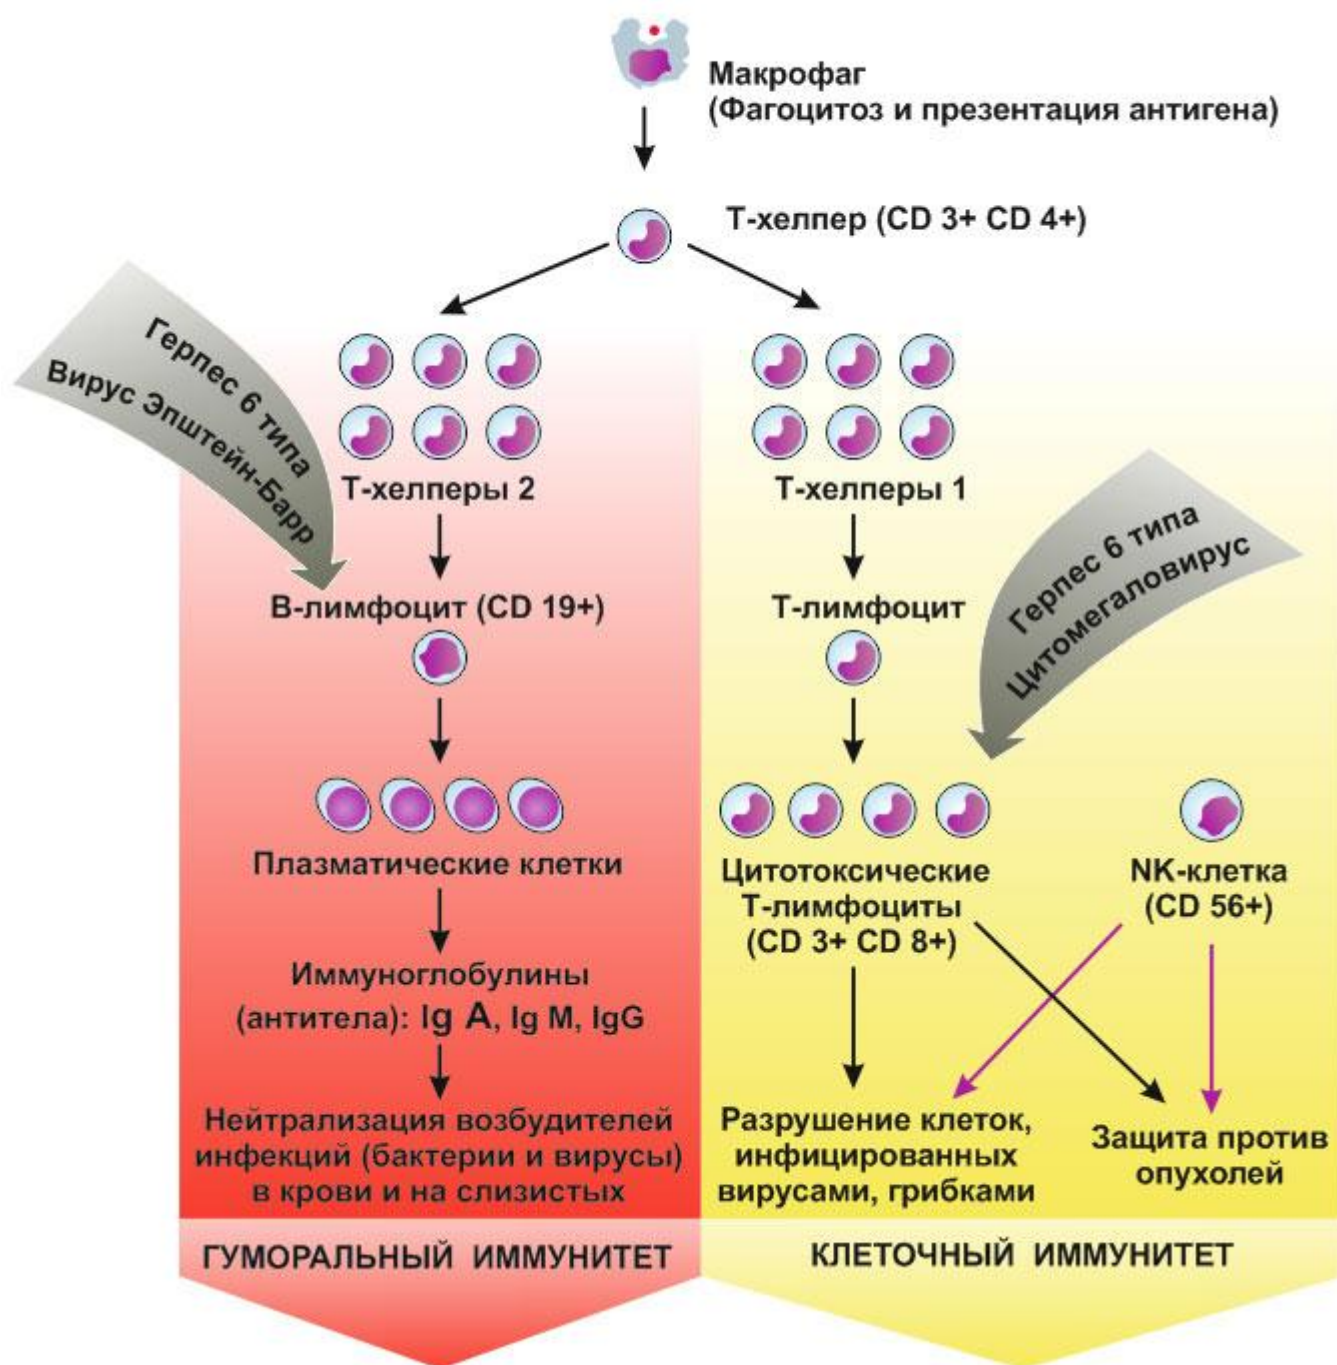 Макрофаг
(Фагоцитоз и презентация антигена)
Т-хелпер (CD 3+ CD 4+)
Герпес 6 типа
Вирус Эпштейн-Барр
Т-хелперы 2
Т-хелперы 1
Герпес 6 типа
Цитомегаловирус
В-лимфоцит (CD 19+)
Т-лимфоцит
Плазматические клетки
Цитотоксические
Т-лимфоциты
(CD 3+ CD 8+)
NK-клетка
(CD 56+)
Иммуноглобулины
(антитела): Ig A, Ig M, IgG
Нейтрализация возбудителей
инфекций (бактерии и вирусы)
в крови и на слизистых
Разрушение клеток,
инфицированных
вирусами, грибками
Защита против
опухолей
ГУМОРАЛЬНЫЙ ИММУНИТЕТ
КЛЕТОЧНЫЙ ИММУНИТЕТ